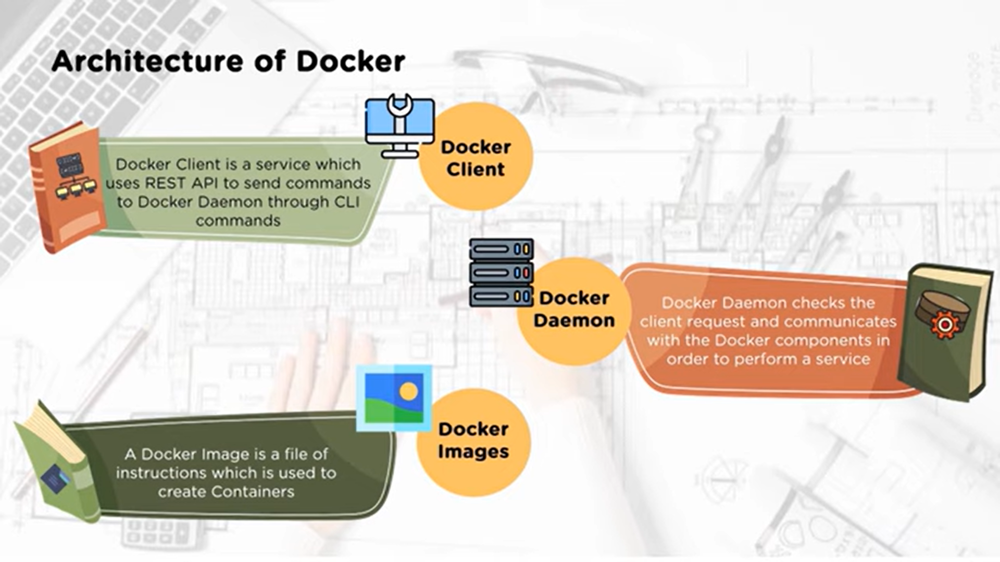 Architecture of Docker
Docker
Client
Docker Client is a service which
uses REST API to send commands
to Docker Daemon through CLI
commands
Docker
Daemon
Docker Daemon checks the
client request and communicates
with the Docker components in
order to perform a service
Docker
Images
A Docker Image is a file of
instructions which is used to
create Containers